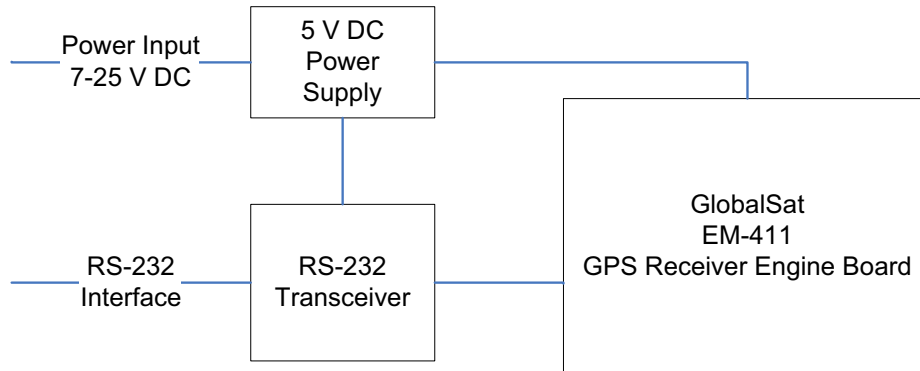 Power Input
7-25 V DC
5 V DC
Power
Supply
GlobalSat
EM-411
GPS Receiver Engine Board
RS-232
Interface
RS-232
Transceiver